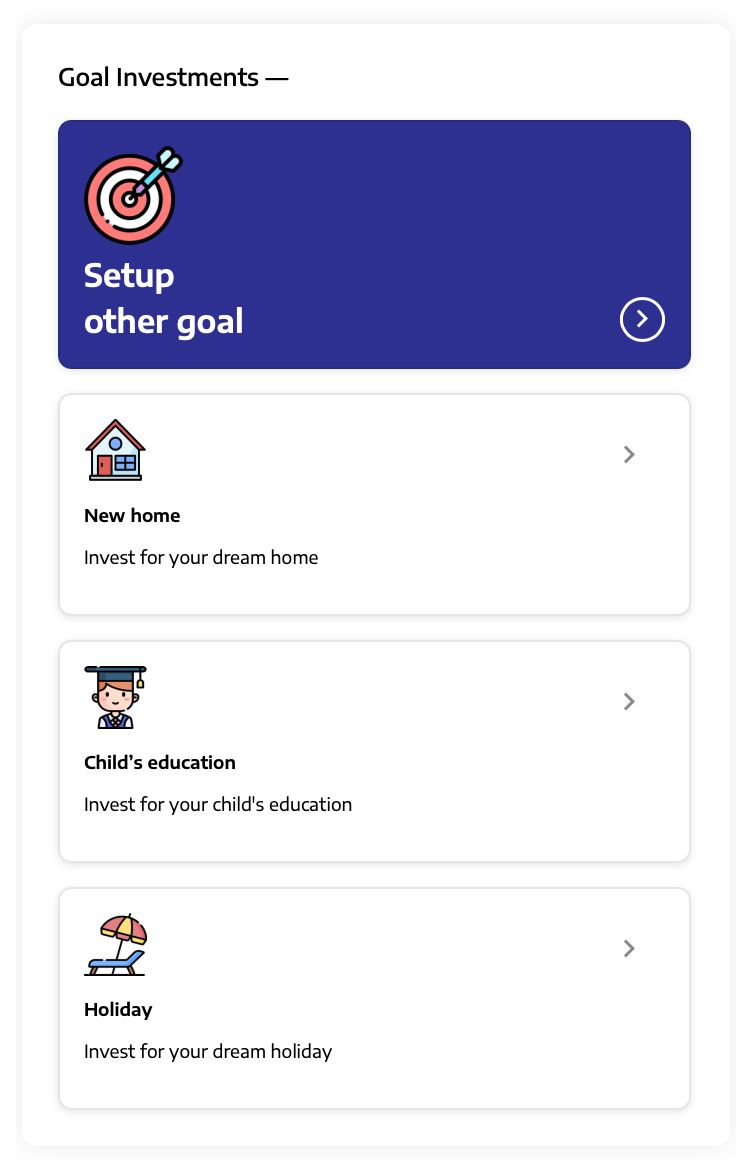 Goal Investments —
Setup
other goal
New home
Invest for your dream home
Child’s education
Invest for your child's education
Holiday
Invest for your dream holiday